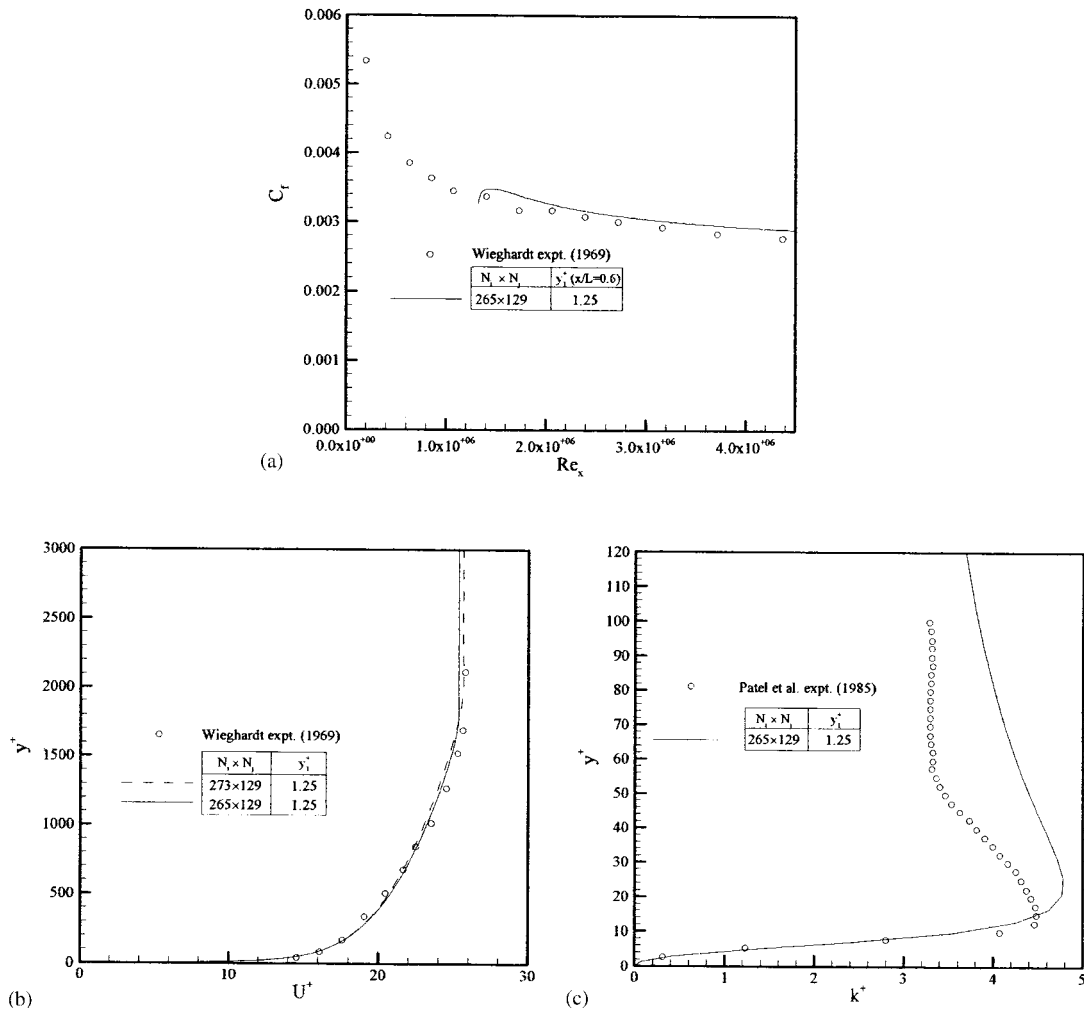 0.006
0.005
0.004
0.003
0.002
0.001
0.000
C_f
Wieghardt expt. (1969)
N_i × N_j y_1^+ (x/L=0.6)
265×129 1.25
0.0x10^+00 1.0x10^+06 2.0x10^+06 3.0x10^+06 4.0x10^+06
Re_x
(a)
3000
2500
2000
1500
1000
500
0
y^+
Wieghardt expt. (1969)
N_i × N_j y_1^+
273×129 1.25
265×129 1.25
0 10 20 30
U^+
(b)
120
110
100
90
80
70
60
50
40
30
20
10
0
y^+
Patel et al. expt. (1985)
N_i × N_j y_1^+
265×129 1.25
0 1 2 3 4 5
k^+
(c)